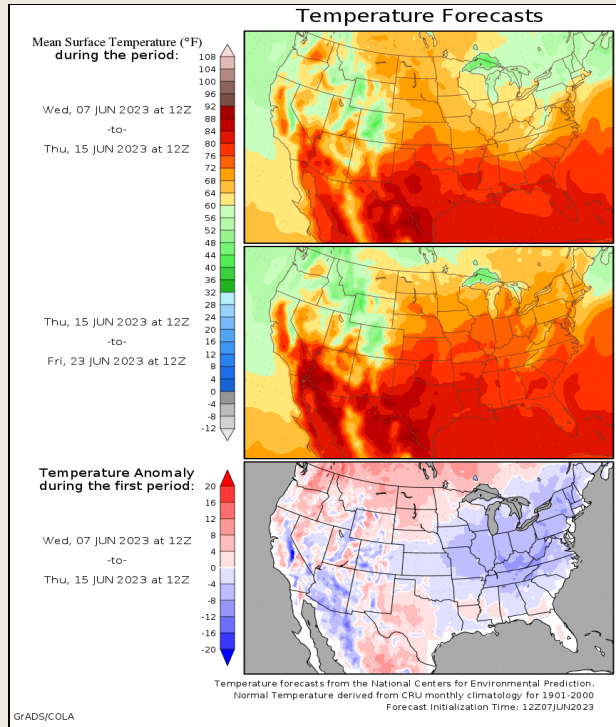 Temperature Forecasts
Mean Surface Temperature (°F)
during the period:
108
104
100
96
92
88
84
80
76
72
68
64
60
56
52
48
44
40
36
32
28
24
20
16
12
8
4
0
-4
-8
-12
Wed, 07 JUN 2023 at 12Z
-to-
Thu, 15 JUN 2023 at 12Z
Thu, 15 JUN 2023 at 12Z
-to-
Fri, 23 JUN 2023 at 12Z
Temperature Anomaly
during the first period:
20
16
12
8
4
0
-4
-8
-12
-16
-20
Wed, 07 JUN 2023 at 12Z
-to-
Thu, 15 JUN 2023 at 12Z
Temperature forecasts from the National Centers for Environmental Prediction.
Normal Temperature derived from CRU monthly climatology for 1901-2000
Forecast Initialization Time: 12Z07JUN2023
GrADS/COLA